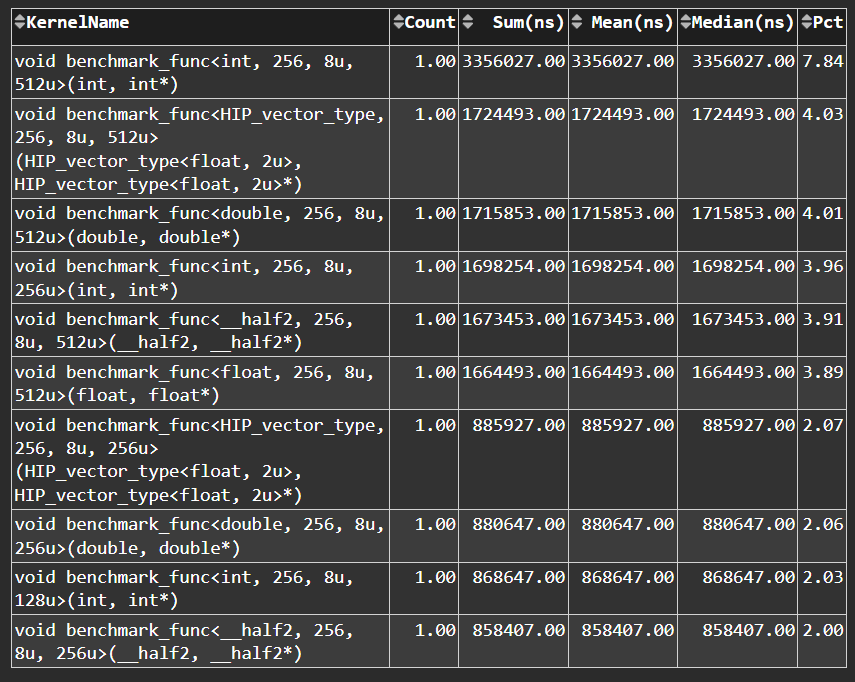 KernelName Count Sum(ns) Mean(ns) Median(ns) Pct
void benchmark_func<int, 256, 8u, 1.00 3356027.00 3356027.00 3356027.00 7.84
512u>(int, int*)
void benchmark_func<HIP_vector_type, 1.00 1724493.00 1724493.00 1724493.00 4.03
256, 8u, 512u>
(HIP_vector_type<float, 2u>,
HIP_vector_type<float, 2u>*)
void benchmark_func<double, 256, 8u, 1.00 1715853.00 1715853.00 1715853.00 4.01
512u>(double, double*)
void benchmark_func<int, 256, 8u, 1.00 1698254.00 1698254.00 1698254.00 3.96
256u>(int, int*)
void benchmark_func<__half2, 256, 1.00 1673453.00 1673453.00 1673453.00 3.91
8u, 512u>(__half2, __half2*)
void benchmark_func<float, 256, 8u, 1.00 1664493.00 1664493.00 1664493.00 3.89
512u>(float, float*)
void benchmark_func<HIP_vector_type, 1.00 885927.00 885927.00 885927.00 2.07
256, 8u, 256u>
(HIP_vector_type<float, 2u>,
HIP_vector_type<float, 2u>*)
void benchmark_func<double, 256, 8u, 1.00 880647.00 880647.00 880647.00 2.06
256u>(double, double*)
void benchmark_func<int, 256, 8u, 1.00 868647.00 868647.00 868647.00 2.03
128u>(int, int*)
void benchmark_func<__half2, 256, 1.00 858407.00 858407.00 858407.00 2.00
8u, 256u>(__half2, __half2*)